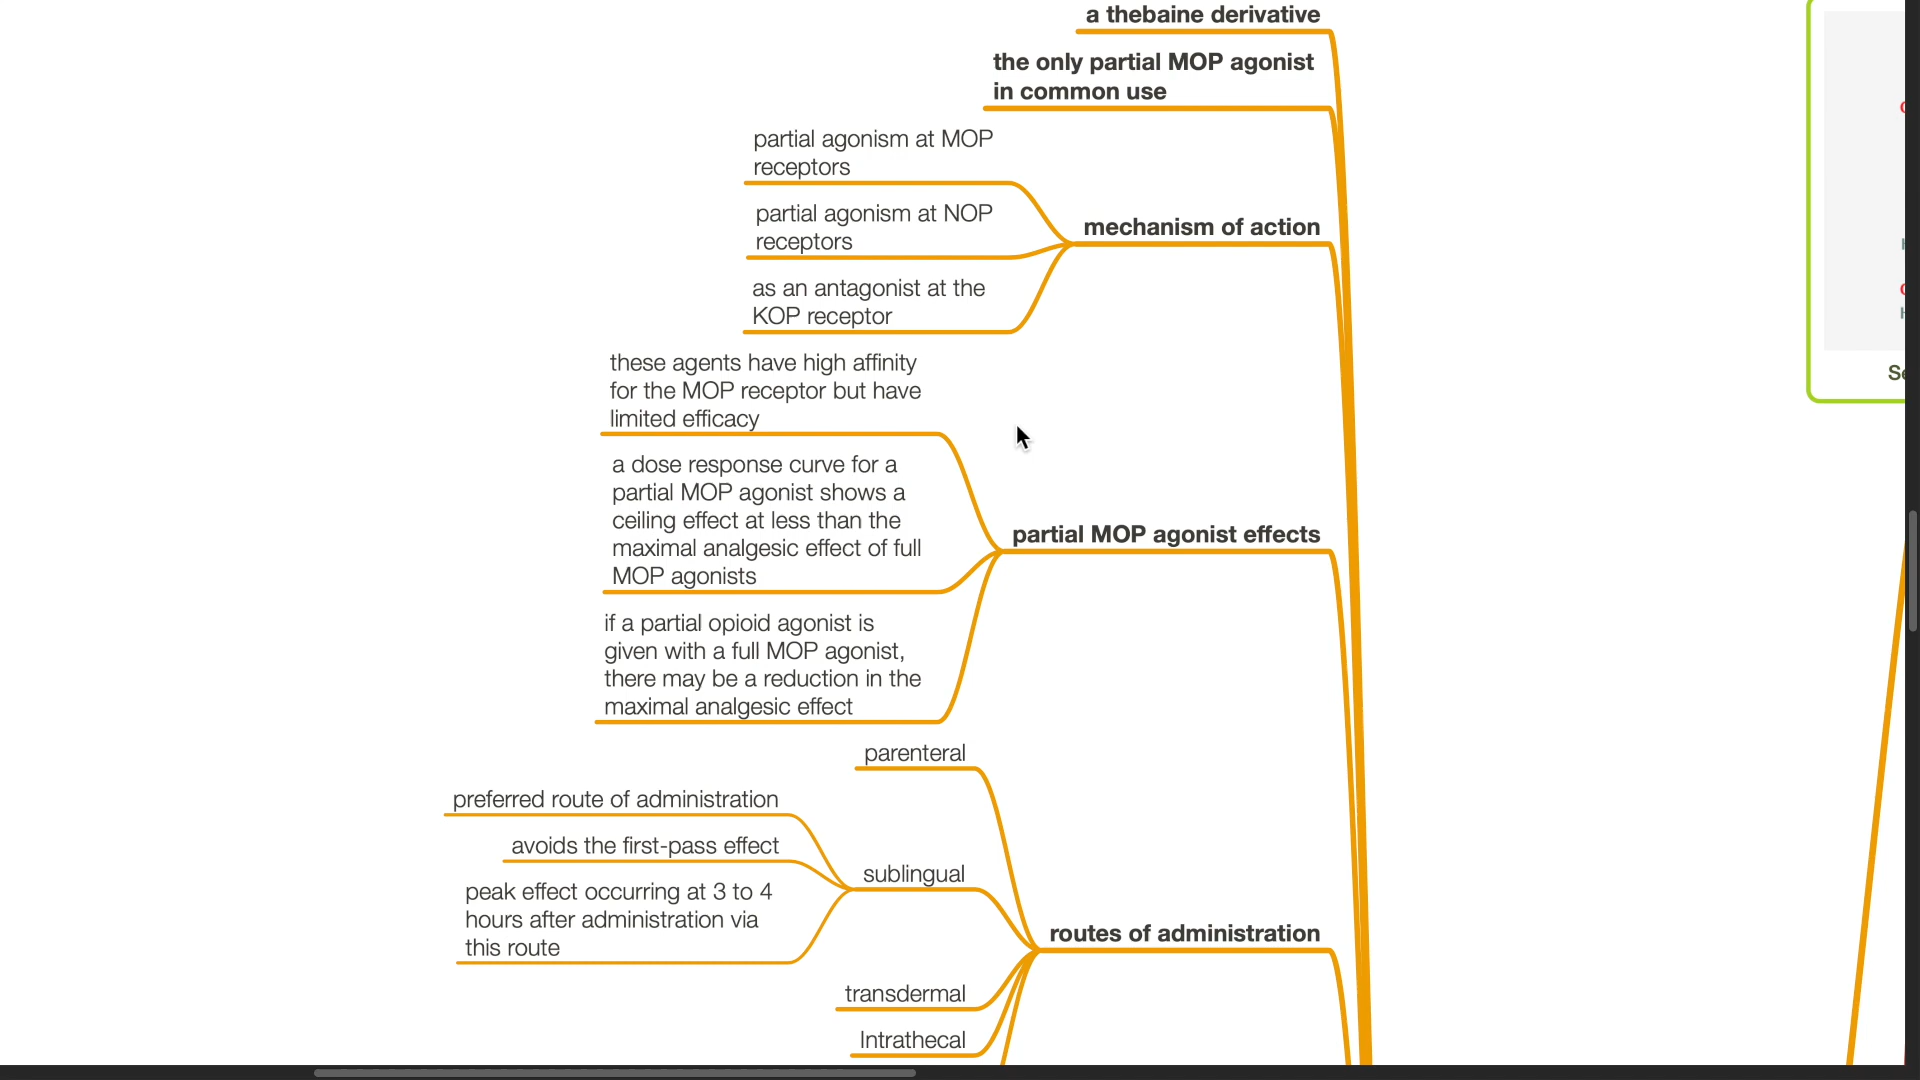 a thebaine derivative
the only partial MOP agonist
in common use
partial agonism at MOP
receptors
partial agonism at NOP
receptors
mechanism of action
as an antagonist at the
KOP receptor
these agents have high affinity
for the MOP receptor but have
limited efficacy
a dose response curve for a
partial MOP agonist shows a
ceiling effect at less than the
maximal analgesic effect of full
MOP agonists
partial MOP agonist effects
if a partial opioid agonist is
given with a full MOP agonist,
there may be a reduction in the
maximal analgesic effect
parenteral
preferred route of administration
avoids the first-pass effect
sublingual
peak effect occurring at 3 to 4
hours after administration via
this route
routes of administration
transdermal
Intrathecal